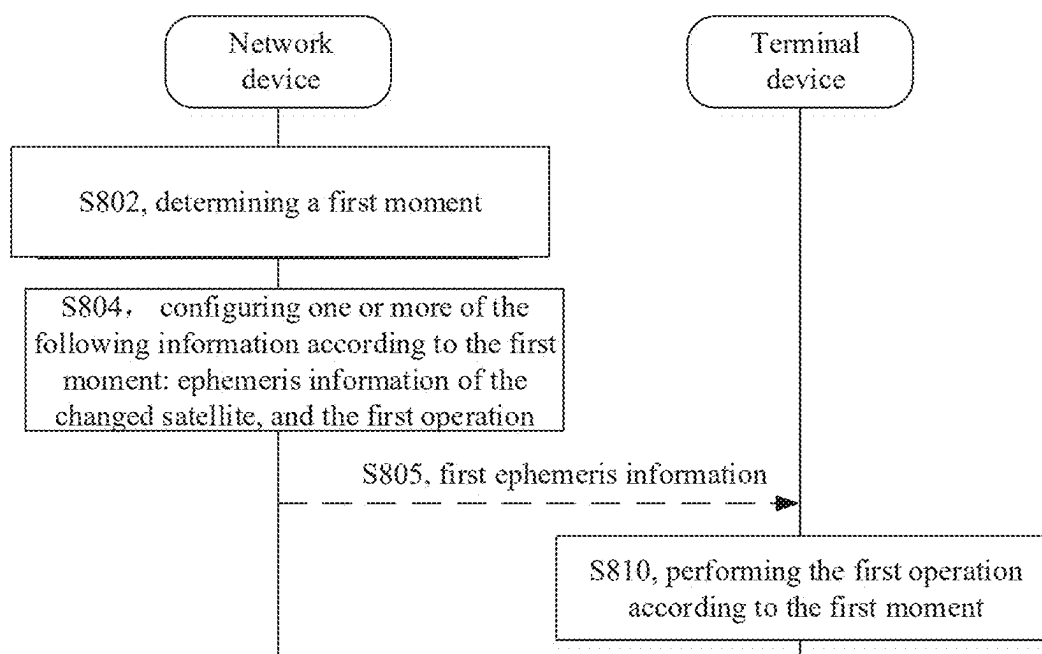 Network
device
Terminal
device
S802, determining a first moment
S804， configuring one or more of the
following information according to the first
moment: ephemeris information of the
changed satellite, and the first operation
S805, first ephemeris information
S810, performing the first operation
according to the first moment